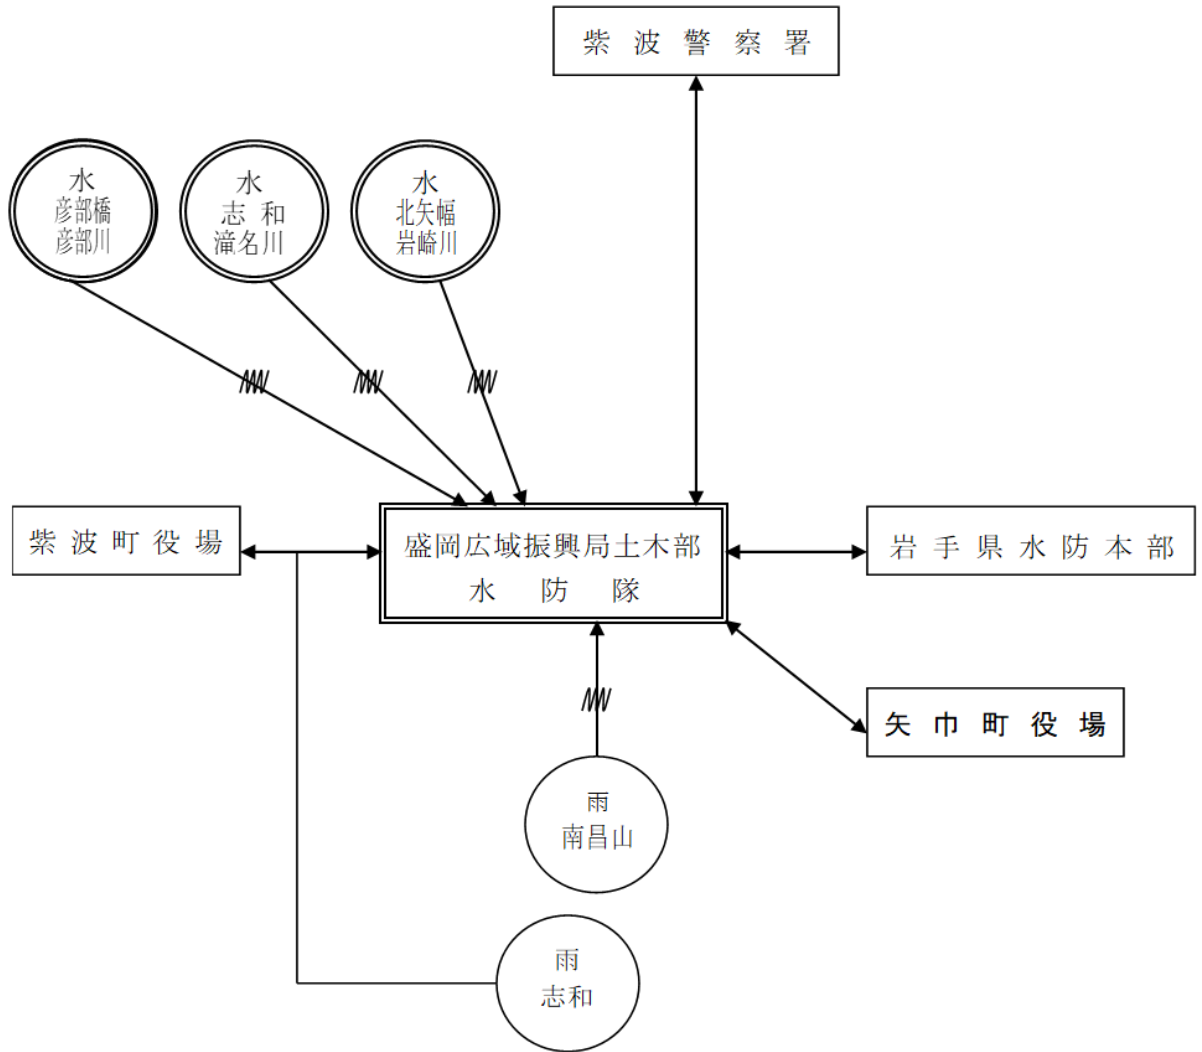 紫波警察署
水
彦部橋
彦部川
水
志和
滝名川
水
北矢幅
岩崎川
紫波町役場
盛岡広域振興局土木部
水防隊
岩手県水防本部
矢巾町役場
雨
南昌山
雨
志和